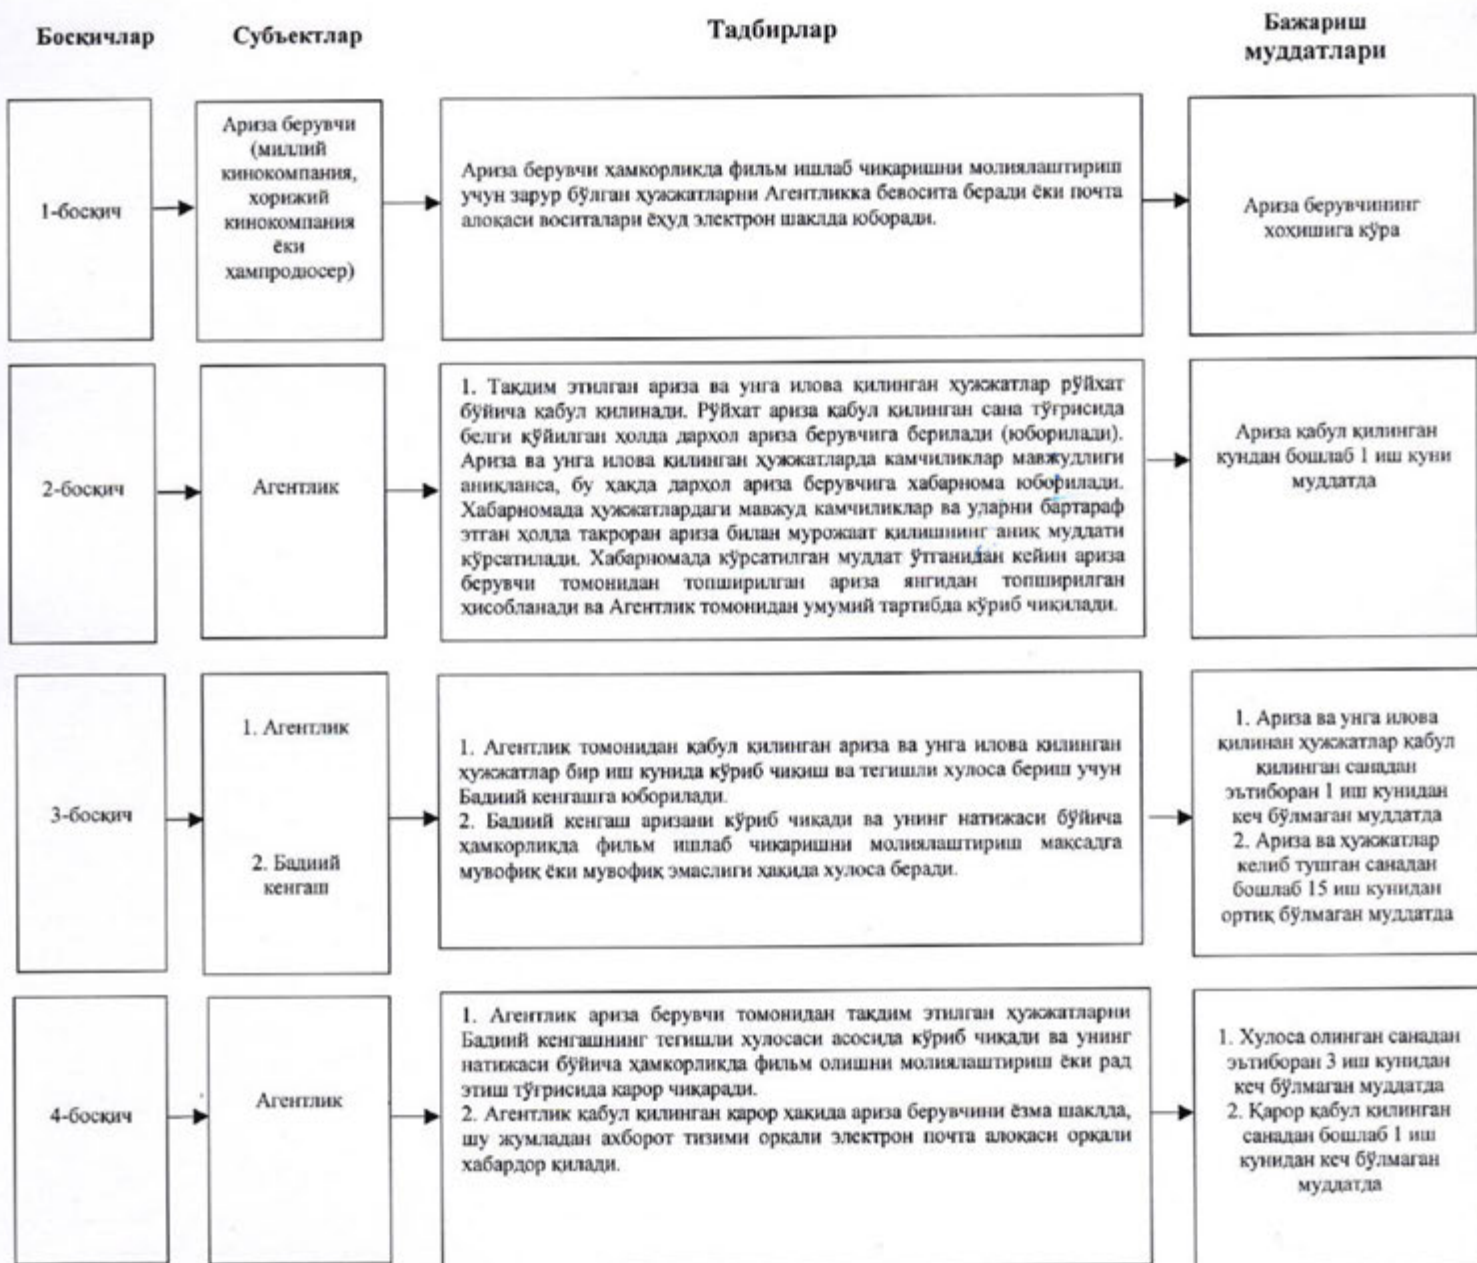 Босқичлар
Субъектлар
Тадбирлар
Бажариш
муддатлари
1-босқич
Ариза берувчи
(миллий
кинокомпания,
хорижий
кинокомпания
ёки
ҳампродюсер)
Ариза берувчи ҳамкорликда фильм ишлаб чиқаришни молиялаштириш
учун зарур бўлган ҳужжатларни Агентликка бевосита беради ёки почта
алоқаси воситалари ёхуд электрон шаклда юборади.
Ариза берувчининг
хоҳишига кўра
2-босқич
Агентлик
1. Тақдим этилган ариза ва унга илова қилинган ҳужжатлар рўйхат
бўйича қабул қилинади. Рўйхат ариза қабул қилинган сана тўғрисида
белги қўйилган ҳолда дарҳол ариза берувчига берилади (юборилади).
Ариза ва унга илова қилинган ҳужжатларда камчиликлар мавжудлиги
аниқланса, бу ҳақда дарҳол ариза берувчига хабарнома юборилади.
Хабарномада ҳужжатлардаги мавжуд камчиликлар ва уларни бартараф
этган ҳолда такроран ариза билан мурожаат қилишнинг аниқ муддати
кўрсатилади. Хабарномада кўрсатилган муддат ўтганидан кейин ариза
берувчи томонидан топширилган ариза янгидан топширилган
ҳисобланади ва Агентлик томонидан умумий тартибда кўриб чиқилади.
Ариза қабул қилинган
кундан бошлаб 1 иш куни
муддатда
3-босқич
1. Агентлик
2. Бадиий
кенгаш
1. Агентлик томонидан қабул қилинган ариза ва унга илова қилинган
ҳужжатлар бир иш кунида кўриб чиқиш ва тегишли хулоса бериш учун
Бадиий кенгашга юборилади.
2. Бадиий кенгаш аризани кўриб чиқади ва унинг натижаси бўйича
ҳамкорликда фильм ишлаб чиқаришни молиялаштириш мақсадга
мувофиқ ёки мувофиқ эмаслиги ҳақида хулоса беради.
1. Ариза ва унга илова
қилинан ҳужжатлар қабул
қилинган санадан
эътиборан 1 иш кунидан
кеч бўлмаган муддатда
2. Ариза ва ҳужжатлар
келиб тушган санадан
бошлаб 15 иш кунидан
ортиқ бўлмаган муддатда
4-босқич
Агентлик
1. Агентлик ариза берувчи томонидан тақдим этилган ҳужжатларни
Бадиий кенгашнинг тегишли хулосаси асосида кўриб чиқади ва унинг
натижаси бўйича ҳамкорликда фильм олишни молиялаштириш ёки рад
этиш тўғрисида қарор чиқаради.
2. Агентлик қабул қилинган қарор ҳақида ариза берувчини ёзма шаклда,
шу жумладан ахборот тизими орқали электрон почта алоқаси орқали
хабардор қилади.
1. Хулоса олинган санадан
эътиборан 3 иш кунидан
кеч бўлмаган муддатда
2. Қарор қабул қилинган
санадан бошлаб 1 иш
кунидан кеч бўлмаган
муддатда